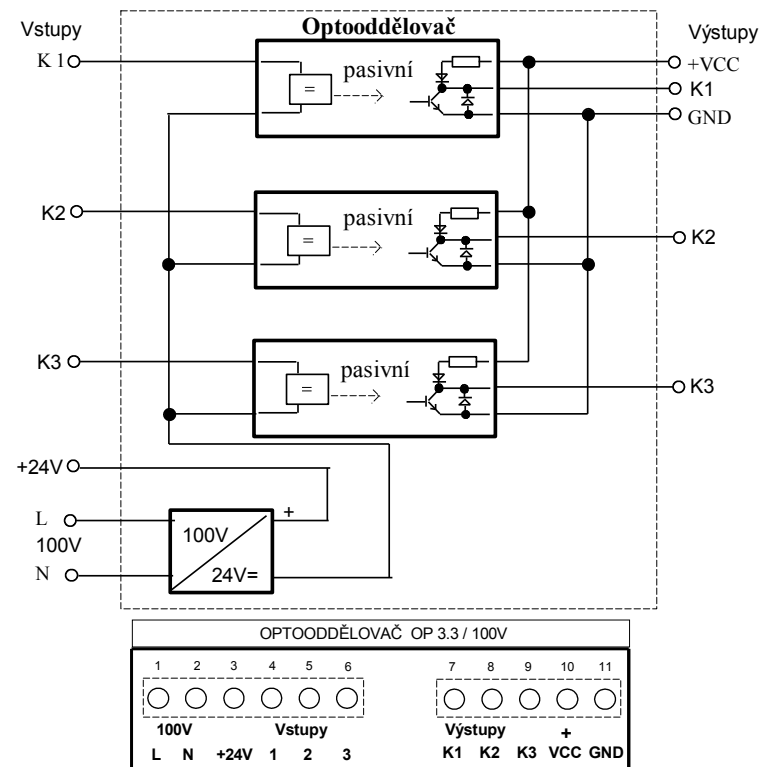 Vstupy
Optooddělovač
Výstupy
K 1
=
pasivní
+VCC
K1
GND
K2
=
pasivní
K2
K3
=
pasivní
K3
+24V
L
100V
N
+
100V
24V=
OPTOODDĚLOVAČ OP 3.3 / 100V
1 2 3 4 5 6 7 8 9 10 11
100V Vstupy Výstupy +
L N +24V 1 2 3 K1 K2 K3 VCC GND